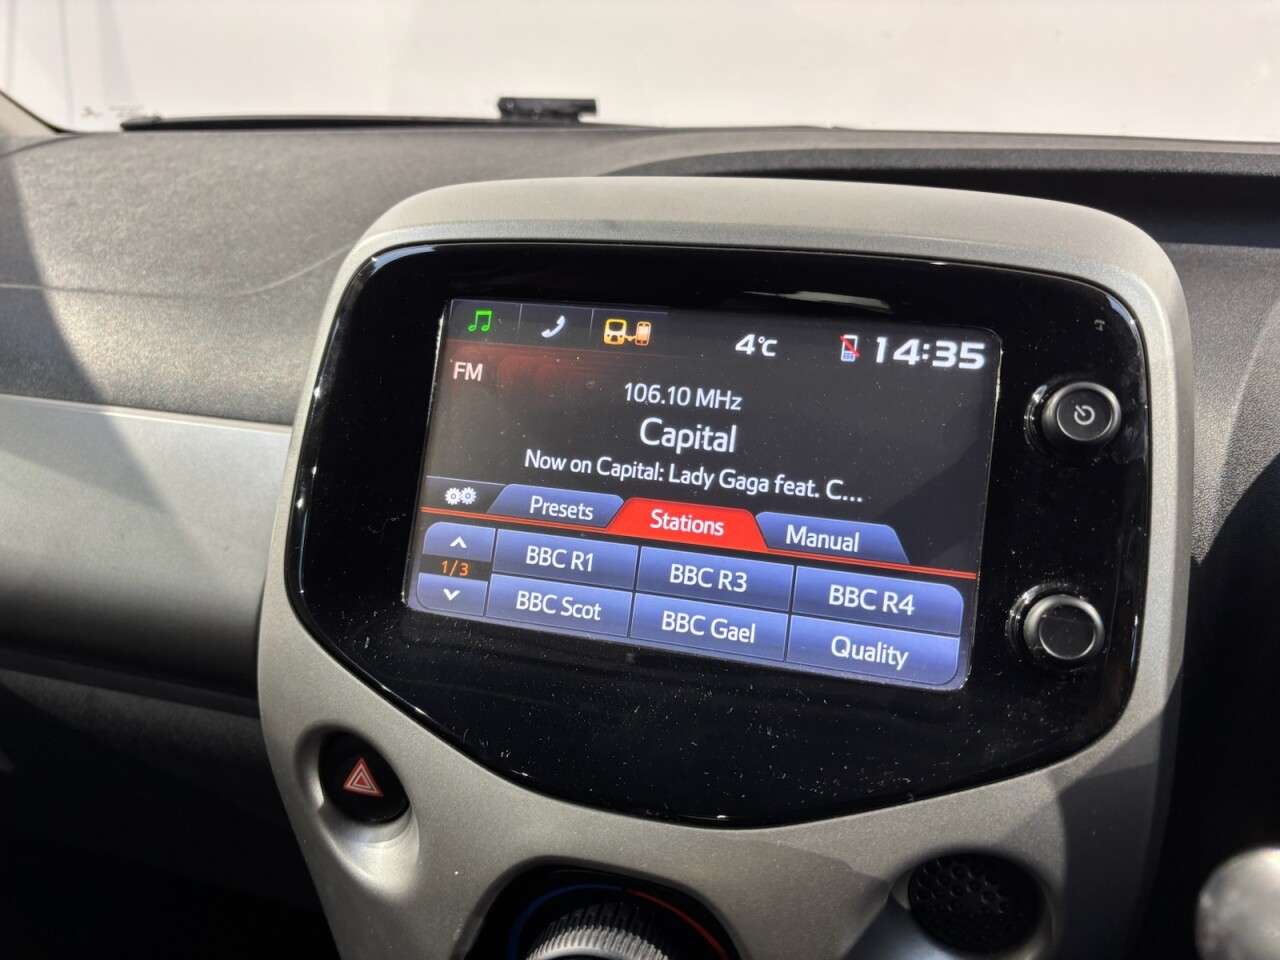 4°C 14:35
FM
106.10 MHz
Capital
Now on Capital: Lady Gaga feat. C...
Presets Stations Manual
1/3
BBC R1 BBC R3 BBC R4
BBC Scot BBC Gael Quality